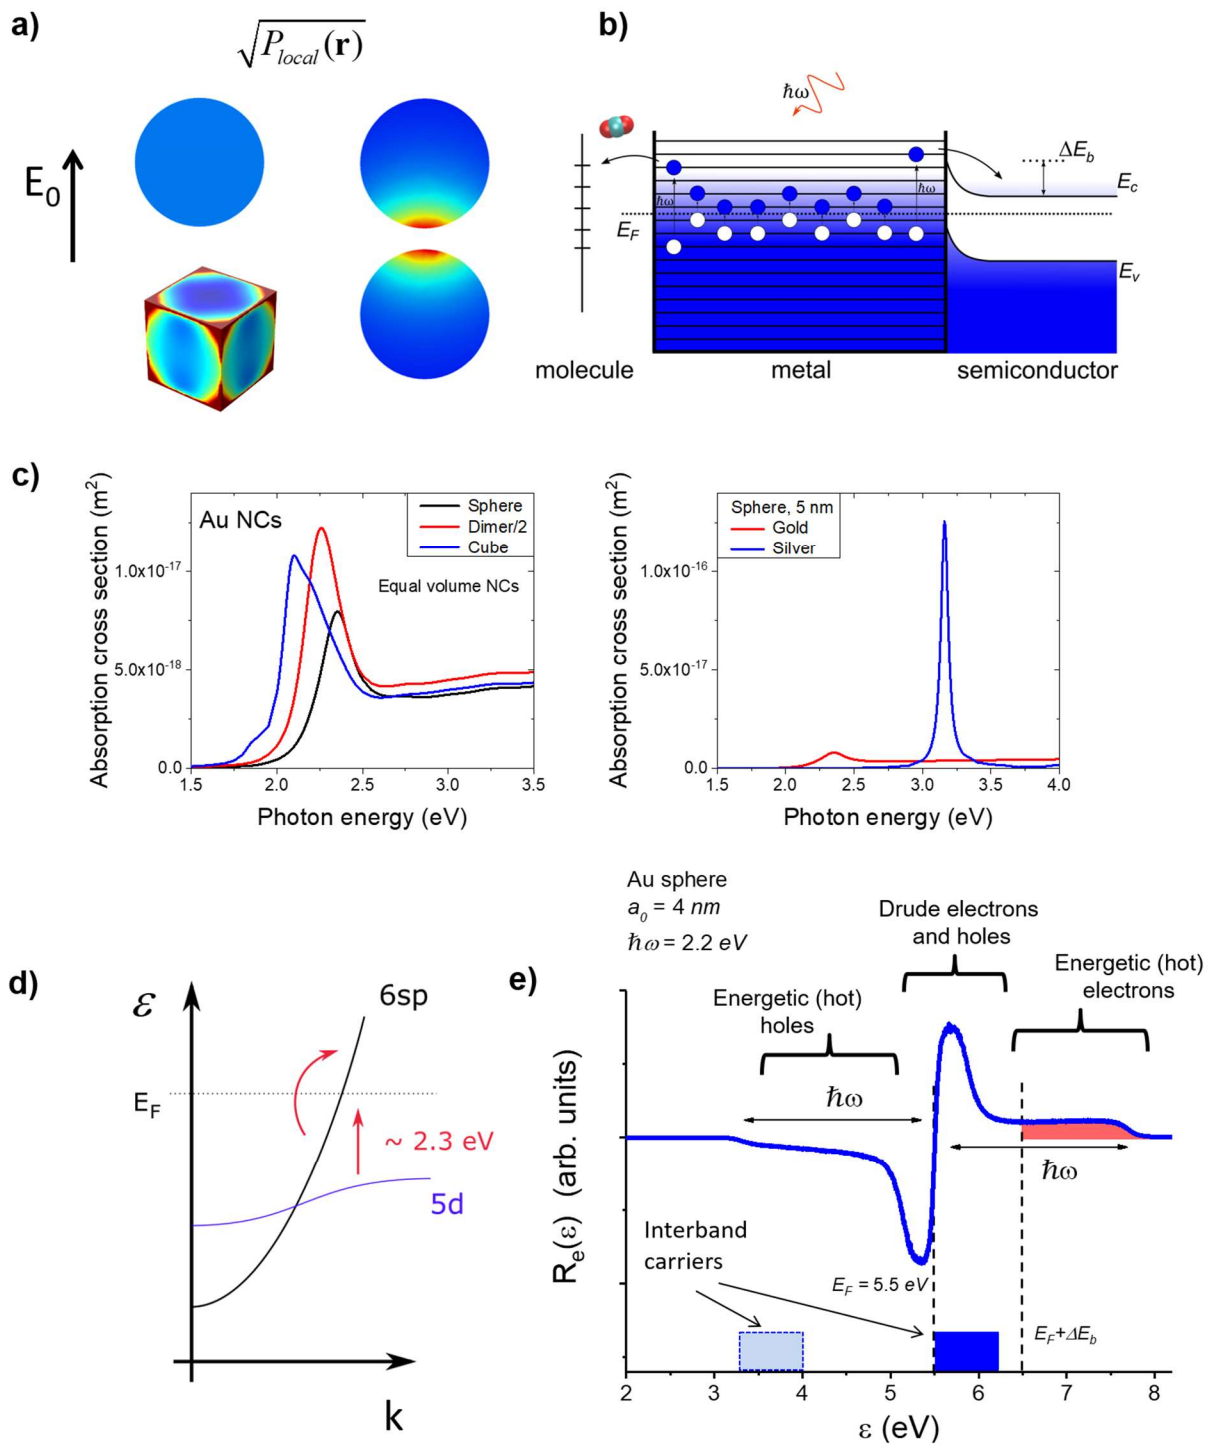 a)
√P_local(r)
E₀
b)
ħω
ΔE_b
E_c
ħω
ħω
E_F
E_v
molecule
metal
semiconductor
c)
Absorption cross section (m²)
Au NCs
Sphere
Dimer/2
Cube
Equal volume NCs
1.0x10⁻¹⁷
5.0x10⁻¹⁸
0.0
1.5 2.0 2.5 3.0 3.5
Photon energy (eV)
Absorption cross section (m²)
Sphere, 5 nm
Gold
Silver
1.0x10⁻¹⁶
5.0x10⁻¹⁷
0.0
1.5 2.0 2.5 3.0 3.5 4.0
Photon energy (eV)
d)
ε
6sp
E_F
~ 2.3 eV
5d
k
e)
Au sphere
a₀ = 4 nm
ħω = 2.2 eV
Drude electrons
and holes
Energetic (hot)
electrons
Energetic (hot)
holes
ħω
ħω
R_e(ε) (arb. units)
Interband
carriers
E_F = 5.5 eV
E_F+ΔE_b
2 3 4 5 6 7 8
ε (eV)